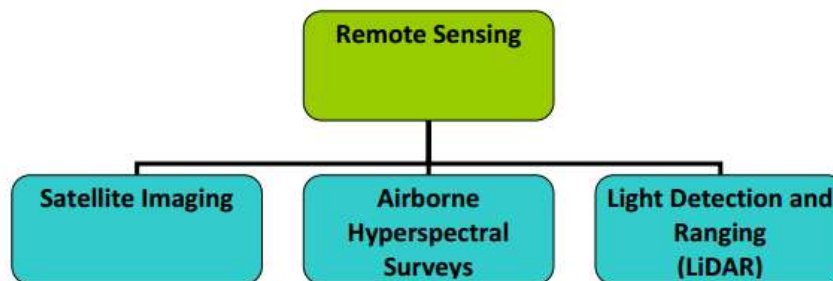 Remote Sensing
Satellite Imaging
Airborne
Hyperspectral
Surveys
Light Detection and
Ranging
(LiDAR)